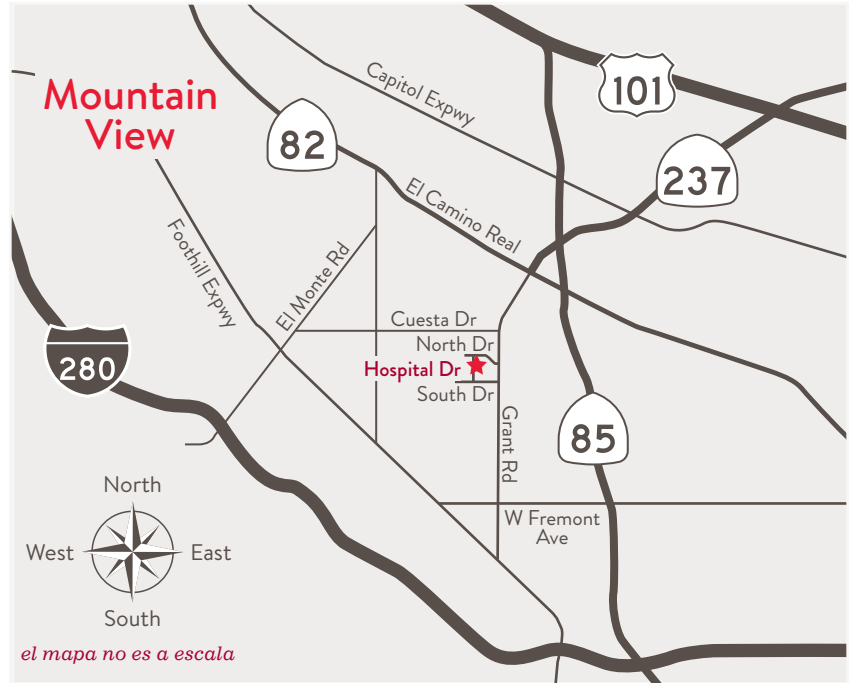 Mountain
View
Capitol Expwy
101
82
237
El Camino Real
Foothill Expwy
El Monte Rd
Cuesta Dr
North Dr
Hospital Dr
South Dr
280
Grant Rd
85
North
W Fremont
Ave
West
East
South
el mapa no es a escala